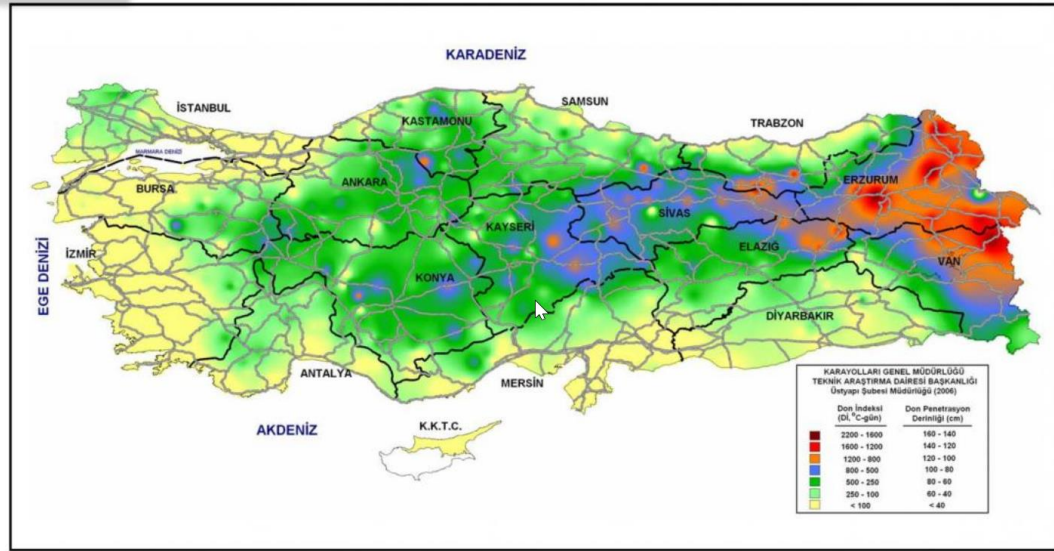 KARADENİZ
İSTANBUL
SAMSUN
KASTAMONU
TRABZON
MARMARA DENİZİ
BURSA
ANKARA
ERZURUM
SİVAS
KAYSERİ
ELAZIĞ
İZMİR
EGE DENİZİ
KONYA
VAN
DİYARBAKIR
ANTALYA
MERSİN
AKDENİZ
K.K.T.C.
KARAYOLLARI GENEL MÜDÜRLÜĞÜ
TEKNİK ARAŞTIRMA DAİRESİ BAŞKANLIĞI
Üstyapı Şubesi Müdürlüğü (2006)
Don İndeksi Don Penetrasyon
(Dİ, °C-gün) Derinliği (cm)
2200 - 1600 160 - 140
1600 - 1200 140 - 120
1200 - 800 120 - 100
800 - 500 100 - 80
500 - 250 80 - 60
250 - 100 60 - 40
< 100 < 40